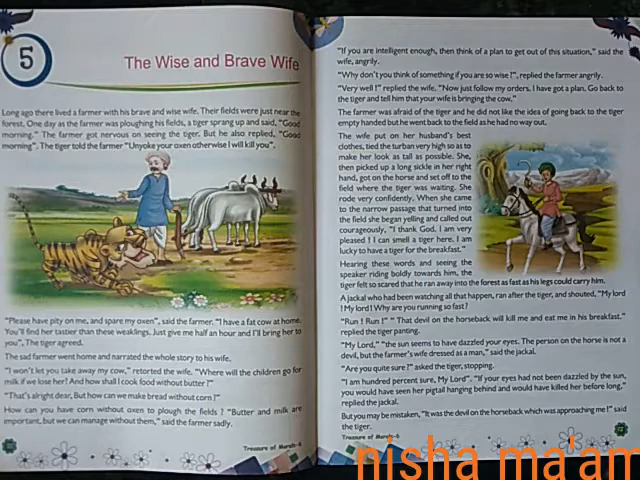 5
The Wise and Brave Wife
Long ago there lived a farmer with his brave and wise wife. Their fields were just near the
forest. One day as the farmer was ploughing his fields, a tiger sprang up and said, "Good
morning." The farmer got nervous on seeing the tiger. But he also replied, "Good
morning". The tiger told the farmer "Unyoke your oxen otherwise I will kill you".
"Please have pity on me, and spare my oxen", said the farmer. "I have a fat cow at home.
You'll find her tastier than these weaklings. Just give me half an hour and I'll bring her to
you", The tiger agreed.
The sad farmer went home and narrated the whole story to his wife.
"I won't let you take away my cow," retorted the wife. "Where will the children go for
milk if we lose her? And how shall I cook food without butter?"
"That's alright dear, But how can we make bread without corn?"
How can you have corn without oxen to plough the fields ? "Butter and milk are
important, but we can manage without them," said the farmer sadly.
Treasure of Morals-6
"If you are intelligent enough, then think of a plan to get out of this situation," said the
wife, angrily.
"Why don't you think of something if you are so wise ?", replied the farmer angrily.
"Very well !" replied the wife. "Now just follow my orders. I have got a plan. Go back to
the tiger and tell him that your wife is bringing the cow."
The farmer was afraid of the tiger and he did not like the idea of going back to the tiger
empty handed but he went back to the field as he had no way out.
The wife put on her husband's best
clothes, tied the turban very high so as to
make her look as tall as possible. She,
then picked up a long sickle in her right
hand, got on the horse and set off to the
field where the tiger was waiting. She
rode very confidently. When she came
to the narrow passage that turned into
the field she began yelling and called out
courageously, "I thank God. I am very
pleased ! I can smell a tiger here. I am
lucky to have a tiger for the breakfast."
Hearing these words and seeing the
speaker riding boldly towards him, the
tiger felt so scared that he ran away into the forest as fast as his legs could carry him.
A jackal who had been watching all that happen, ran after the tiger, and shouted, "My lord
! My lord ! Why are you running so fast?
"Run ! Run !" " That devil on the horseback will kill me and eat me in his breakfast."
replied the tiger panting.
"My Lord," "the sun seems to have dazzled your eyes. The person on the horse is not a
devil, but the farmer's wife dressed as a man," said the jackal.
"Are you quite sure ?" asked the tiger, stopping.
"I am hundred percent sure, My Lord". "If your eyes had not been dazzled by the sun,
you would have seen her pigtail hanging behind and would have killed her before long,"
replied the jackal.
But you may be mistaken, "It was the devil on the horseback which was approaching me !" said
the tiger.
Treasure of Morals-6
nisha ma'am